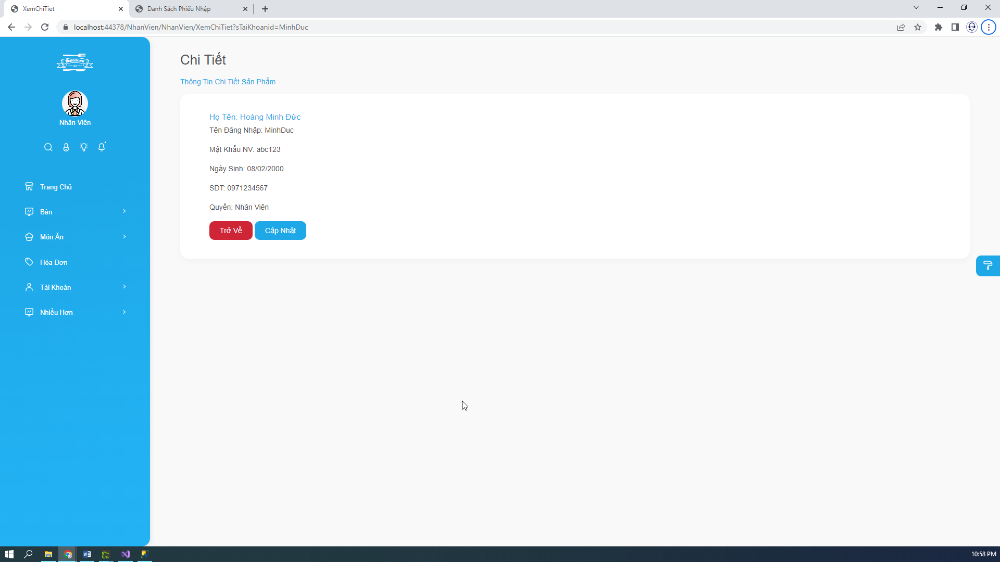 XemChiTiet
Danh Sách Phiếu Nhập
localhost:44378/NhanVien/NhanVien/XemChiTiet?sTaiKhoanid=MinhDuc
Restaurant
Nhân Viên
Trang Chủ
Bàn
Món Ăn
Hóa Đơn
Tài Khoản
Nhiều Hơn
Chi Tiết
Thông Tin Chi Tiết Sản Phẩm
Họ Tên: Hoàng Minh Đức
Tên Đăng Nhập: MinhDuc
Mật Khẩu NV: abc123
Ngày Sinh: 08/02/2000
SDT: 0971234567
Quyền: Nhân Viên
Trở Về Cập Nhật
10:58 PM